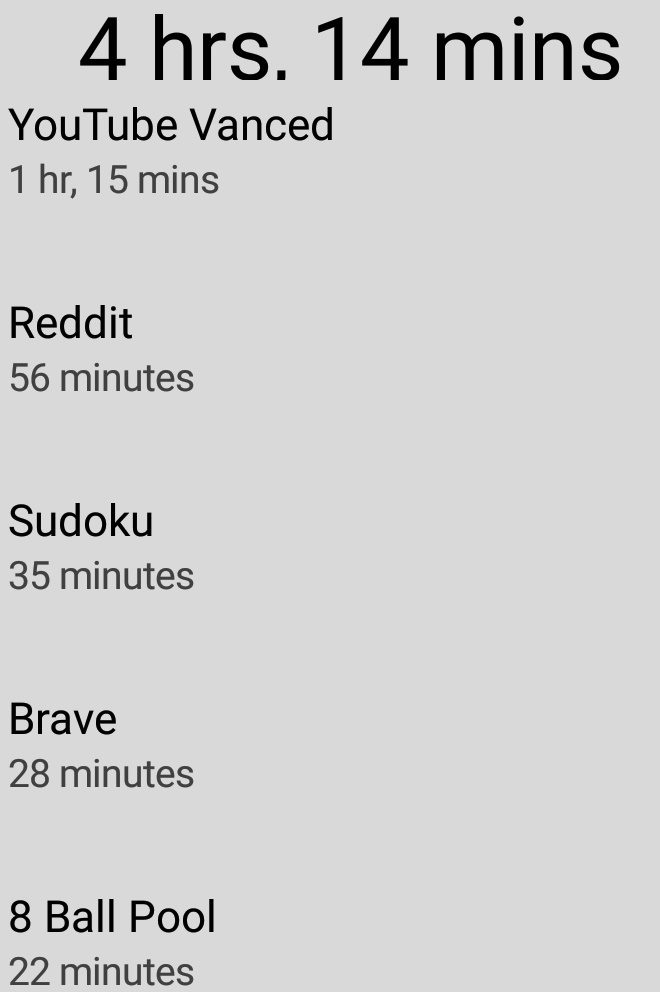 4 hrs. 14 mins
YouTube Vanced
1 hr, 15 mins
Reddit
56 minutes
Sudoku
35 minutes
Brave
28 minutes
8 Ball Pool
22 minutes